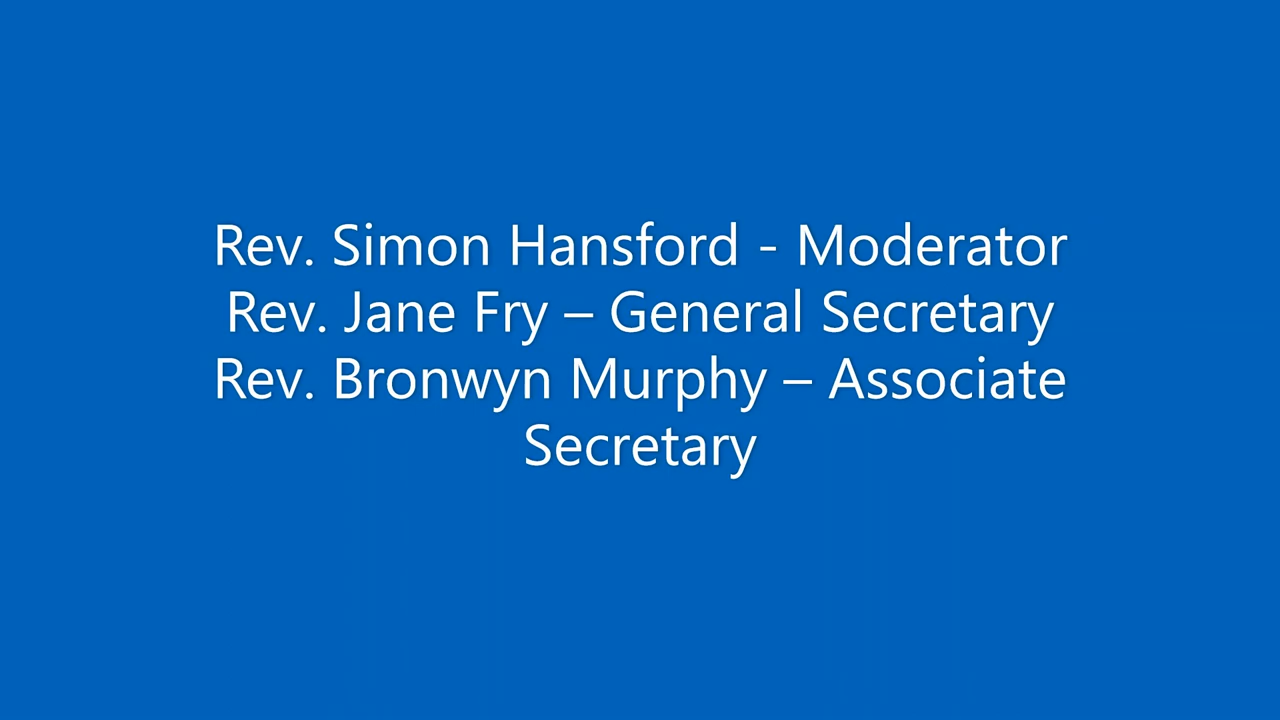 Rev. Simon Hansford - Moderator
Rev. Jane Fry – General Secretary
Rev. Bronwyn Murphy – Associate
Secretary